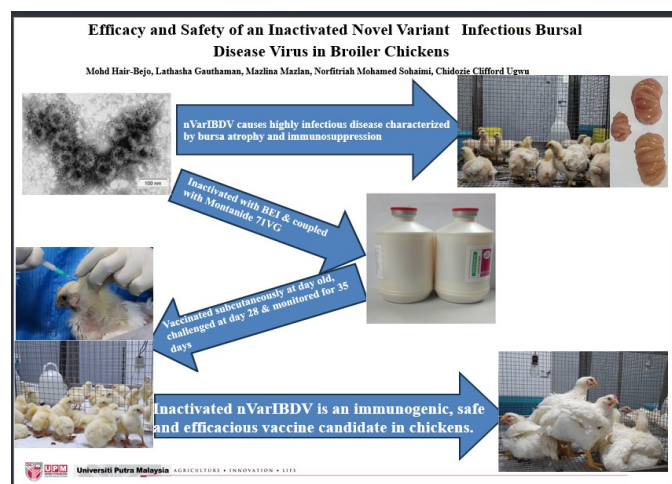 Efficacy and Safety of an Inactivated Novel Variant Infectious Bursal
Disease Virus in Broiler Chickens
Mohd Hair-Bejo, Lathasha Gauthaman, Mazlina Mazlan, Norfitriah Mohamed Sohaimi, Chidozie Clifford Ugwu
nVarIBDV causes highly infectious disease characterized
by bursa atrophy and immunosuppression
100 nm
Inactivated with BEI & coupled
with Montanide 71VG
Vaccinated subcutaneously at day old,
challenged at day 28 & monitored for 35
days
Inactivated nVarIBDV is an immunogenic, safe
and efficacious vaccine candidate in chickens.
UPM
Universiti Putra Malaysia AGRICULTURE • INNOVATION • LIFE